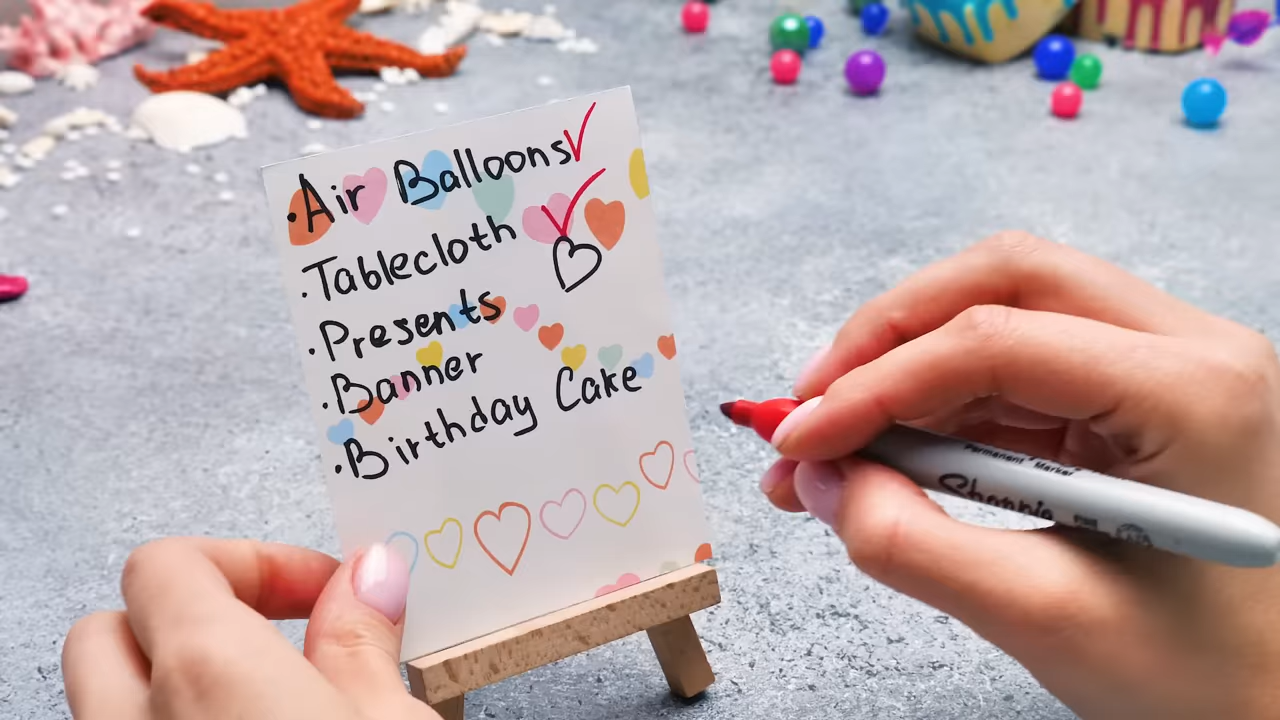 ·Air Balloons✓
·Tablecloth ✓
·Presents
·Banner
·Birthday Cake
Permanent Marker
Sharpie